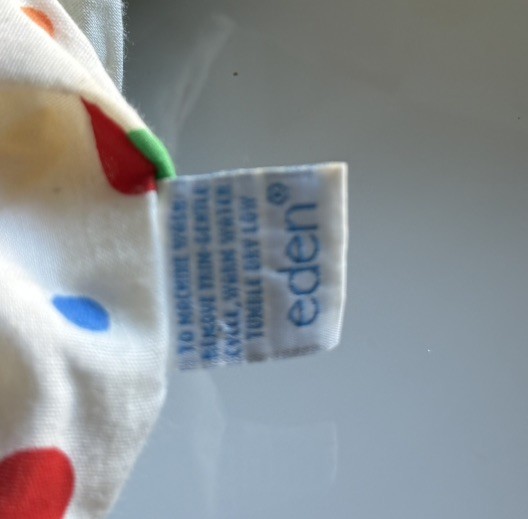 TO MACHINE WASH
REMOVE TRIM-GENTLE
CYCLE, WARM WATER
TUMBLE DRY LOW
eden®